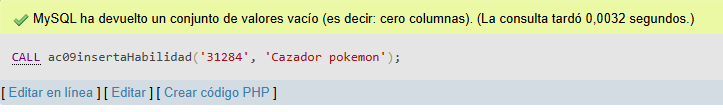 MySQL ha devuelto un conjunto de valores vacío (es decir: cero columnas). (La consulta tardó 0,0032 segundos.)
CALL ac09insertaHabilidad('31284', 'Cazador pokemon');
[ Editar en línea ] [ Editar ] [ Crear código PHP ]